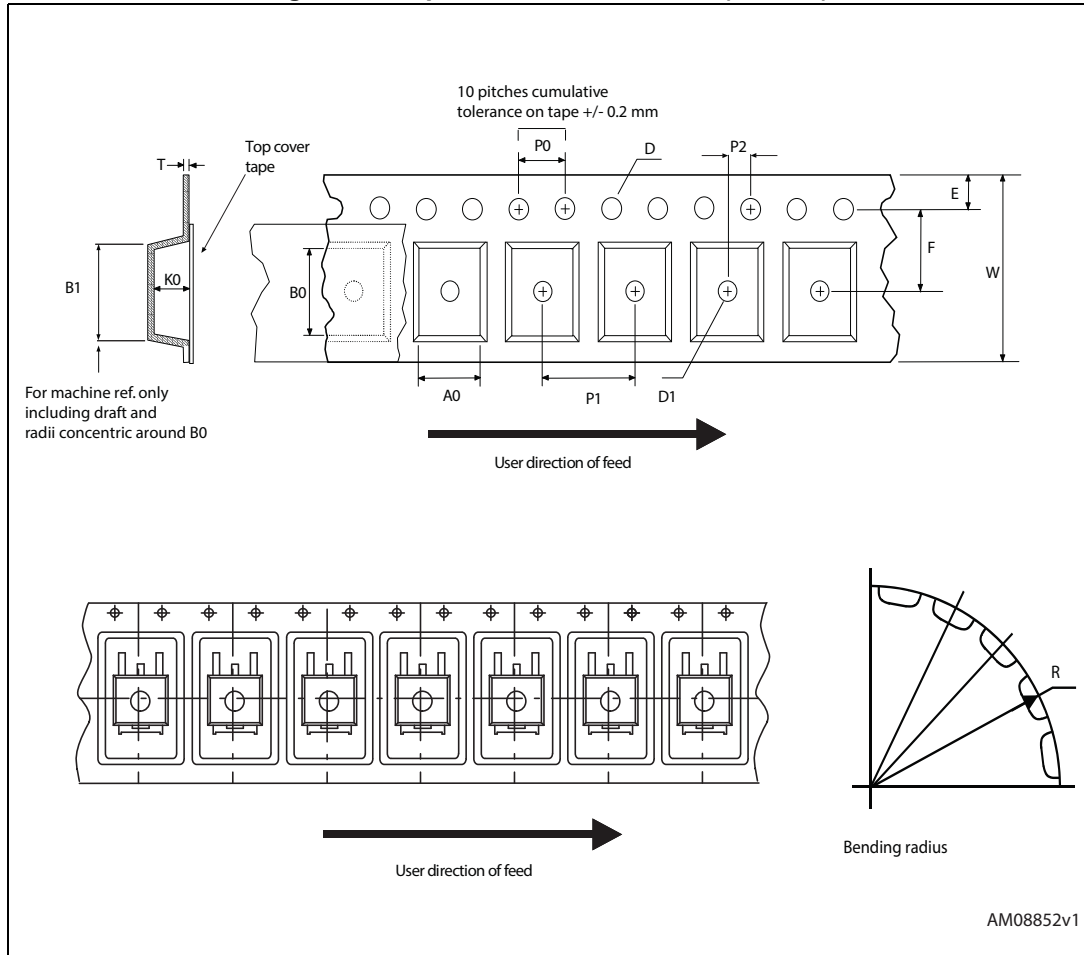 10 pitches cumulative
tolerance on tape +/- 0.2 mm
T
Top cover
tape
P0
D
P2
E
F
W
B1
K0
B0
For machine ref. only
including draft and
radii concentric around B0
A0
P1
D1
User direction of feed
R
Bending radius
User direction of feed
AM08852v1